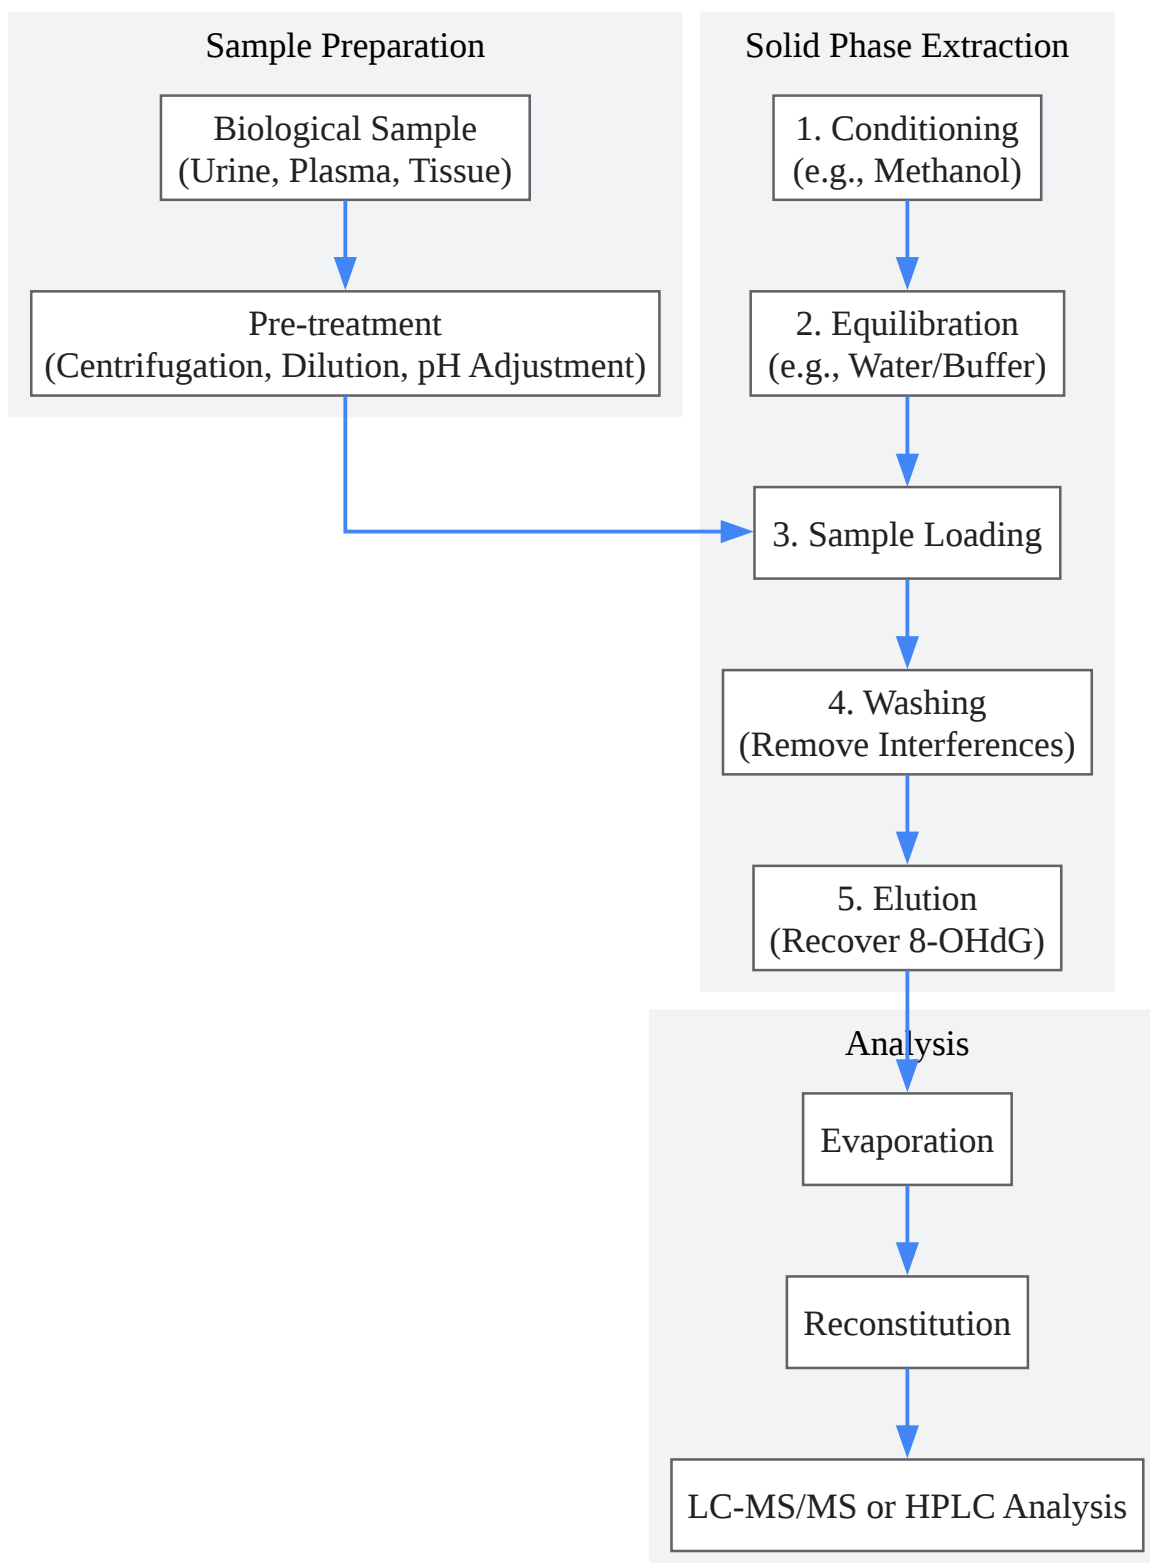 Sample Preparation
Biological Sample
(Urine, Plasma, Tissue)
Pre-treatment
(Centrifugation, Dilution, pH Adjustment)
Solid Phase Extraction
1. Conditioning
(e.g., Methanol)
2. Equilibration
(e.g., Water/Buffer)
3. Sample Loading
4. Washing
(Remove Interferences)
5. Elution
(Recover 8-OHdG)
Analysis
Evaporation
Reconstitution
LC-MS/MS or HPLC Analysis